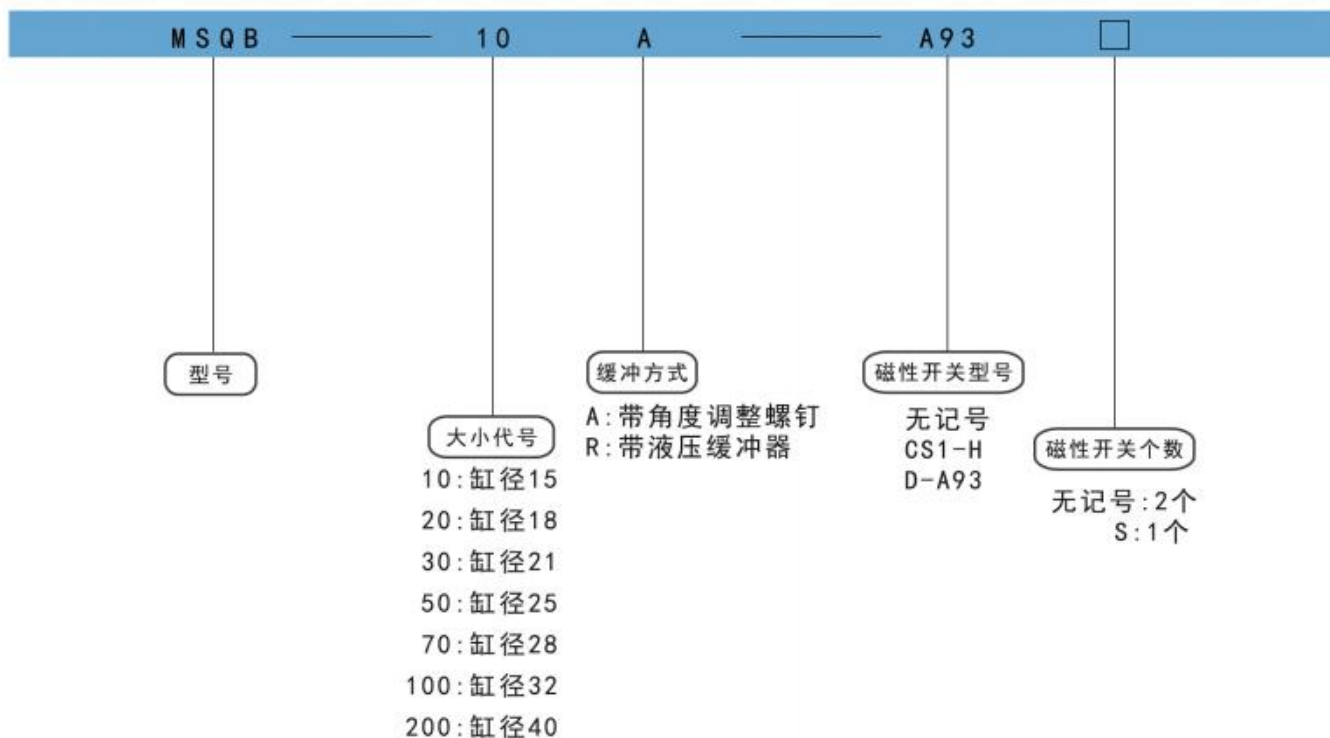 MSQB 10 A A93 □
型号
大小代号
10:缸径15
20:缸径18
30:缸径21
50:缸径25
70:缸径28
100:缸径32
200:缸径40
缓冲方式
A:带角度调整螺钉
R:带液压缓冲器
磁性开关型号
无记号
CS1-H
D-A93
磁性开关个数
无记号:2个
S:1个